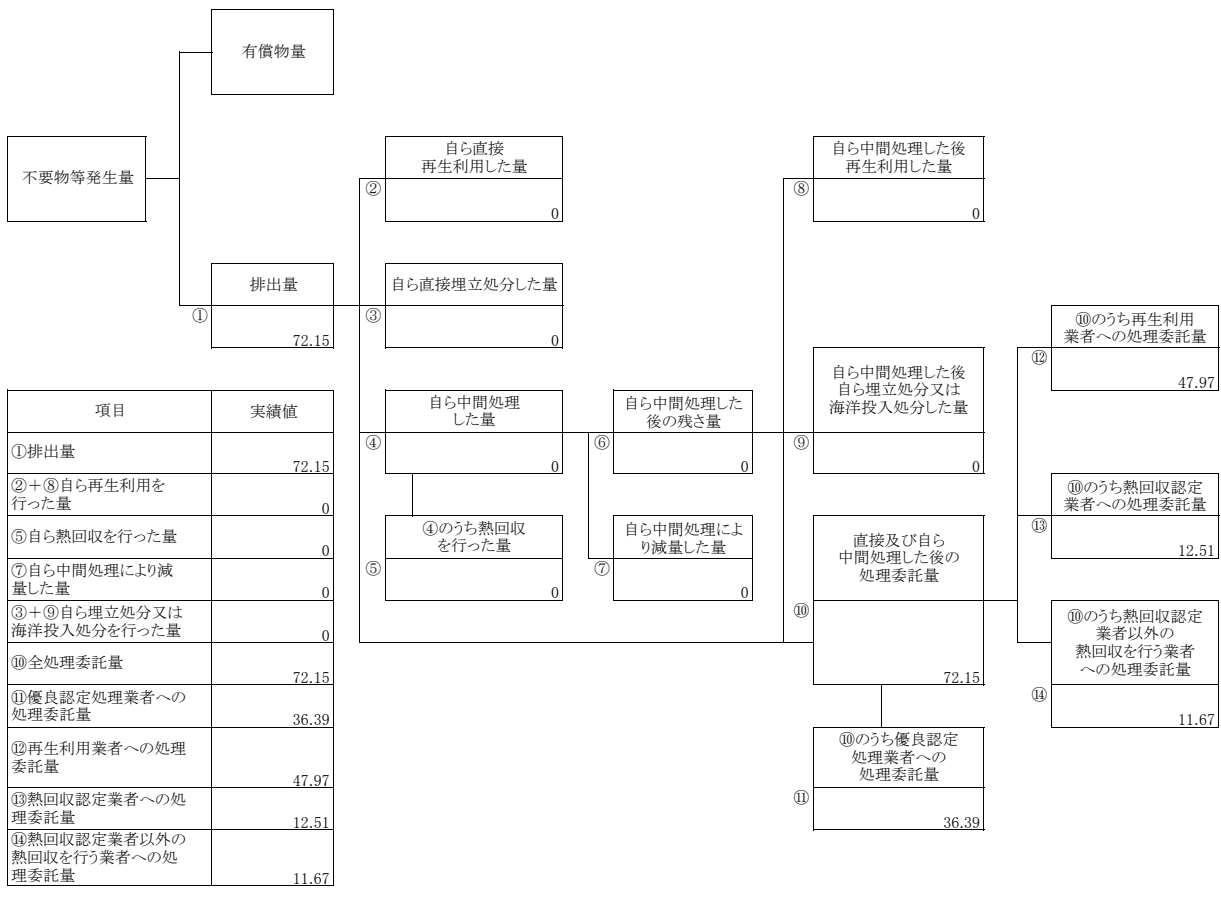 有償物量
不要物等発生量
排出量
①
72.15
自ら直接
再生利用した量
②
0
自ら直接埋立処分した量
③
0
自ら中間処理
した量
④
0
④のうち熱回収
を行った量
⑤
0
自ら中間処理した
後の残さ量
⑥
0
自ら中間処理によ
り減量した量
⑦
0
自ら中間処理した後
再生利用した量
⑧
0
自ら中間処理した後
自ら埋立処分又は
海洋投入処分した量
⑨
0
直接及び自ら
中間処理した後の
処理委託量
⑩
72.15
⑩のうち優良認定
処理業者への
処理委託量
⑪
36.39
⑩のうち再生利用
業者への処理委託量
⑫
47.97
⑩のうち熱回収認定
業者への処理委託量
⑬
12.51
⑩のうち熱回収認定
業者以外の
熱回収を行う業者
への処理委託量
⑭
11.67
項目 実績値
①排出量
72.15
②＋⑧自ら再生利用を
行った量
0
⑤自ら熱回収を行った量
0
⑦自ら中間処理により減
量した量
0
③＋⑨自ら埋立処分又は
海洋投入処分を行った量
0
⑩全処理委託量
72.15
⑪優良認定処理業者への
処理委託量
36.39
⑫再生利用業者への処理
委託量
47.97
⑬熱回収認定業者への処
理委託量
12.51
⑭熱回収認定業者以外の
熱回収を行う業者への処
理委託量
11.67